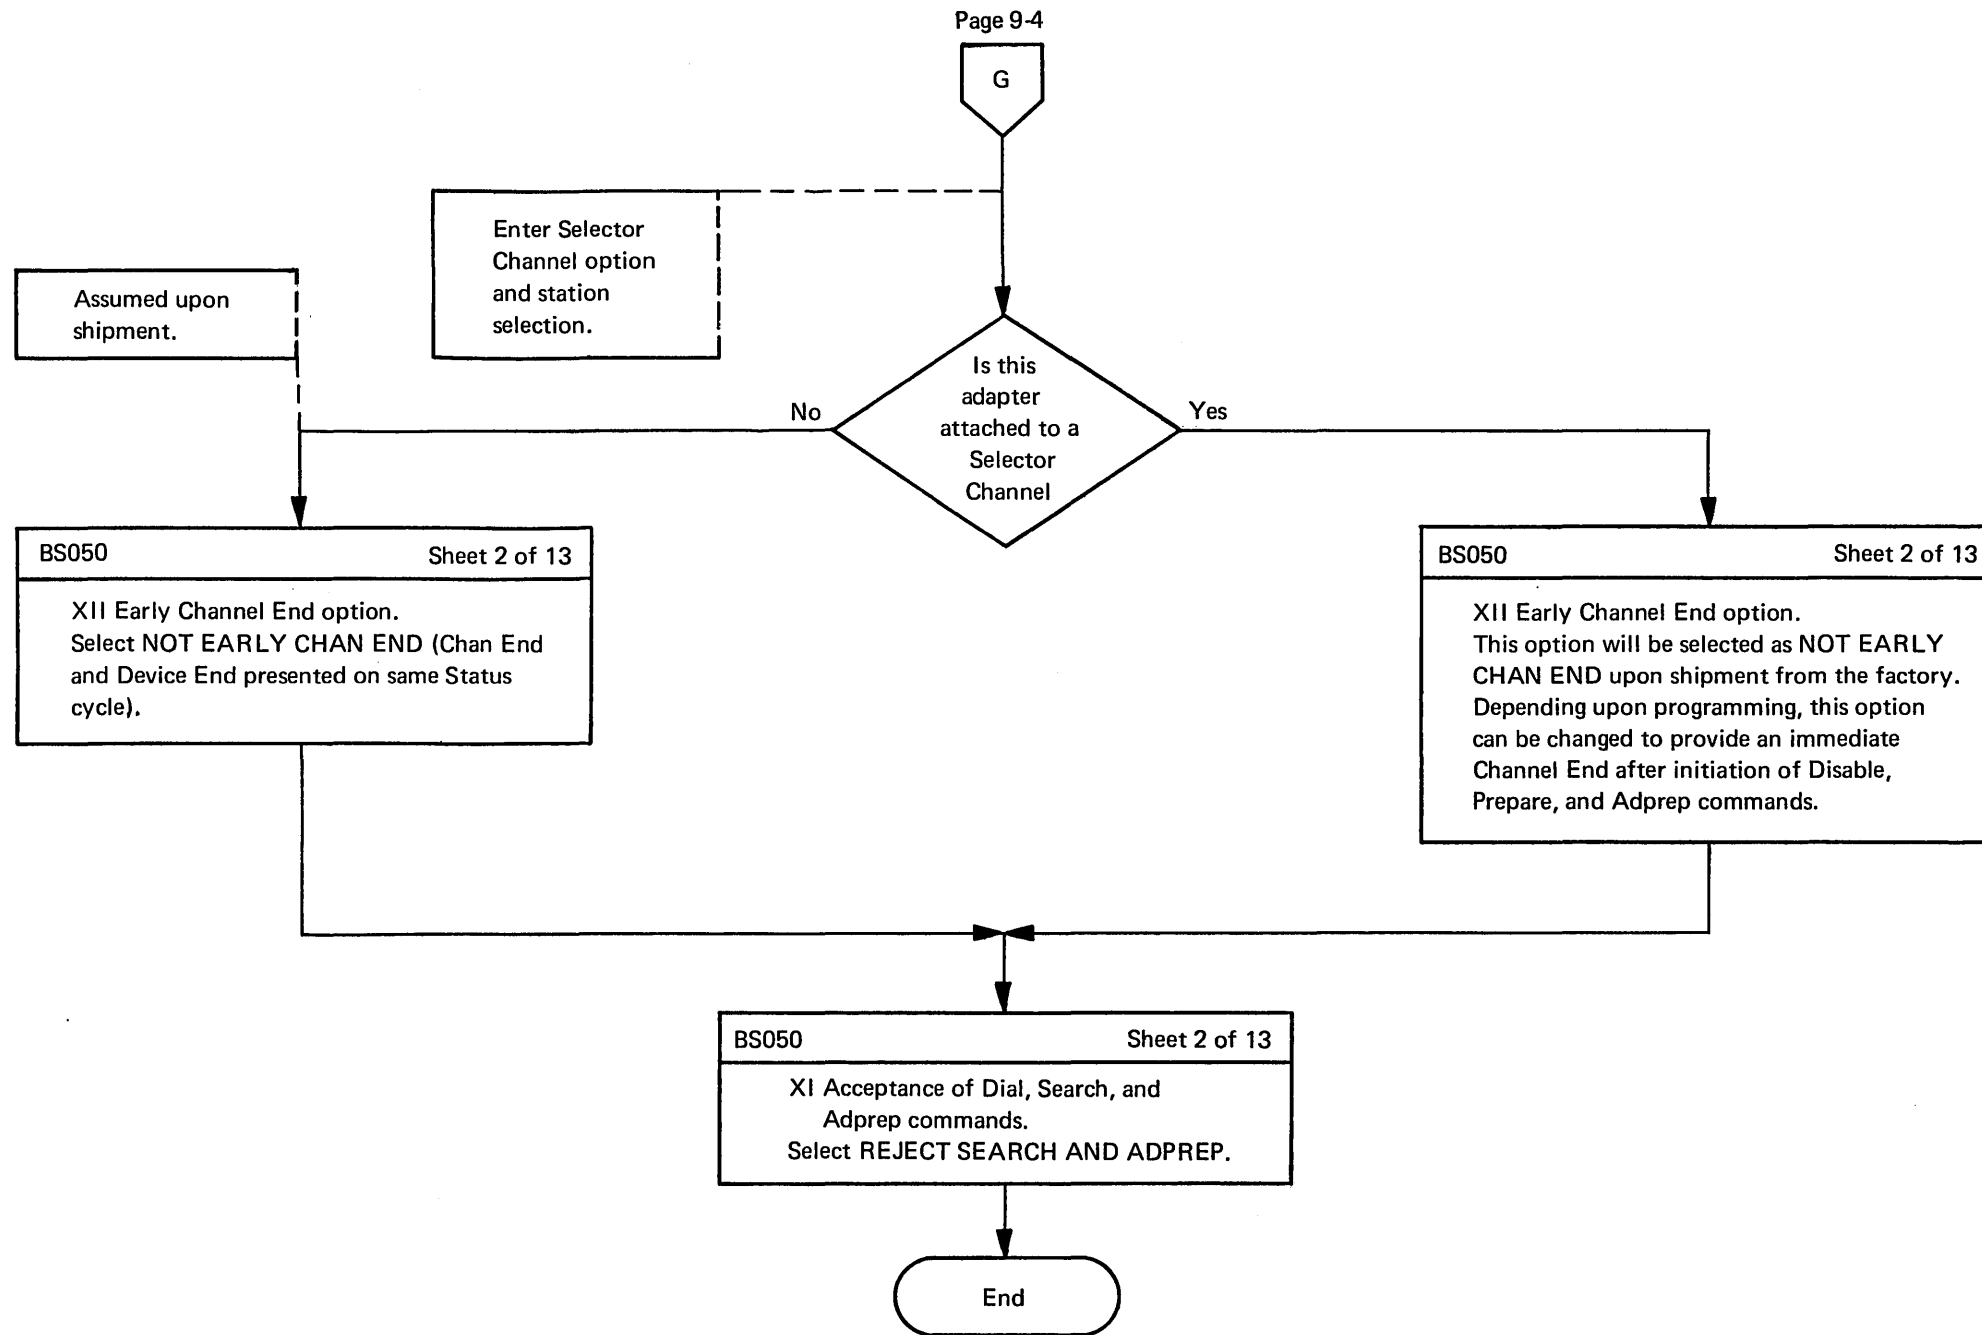 Page 9-4
G
Enter Selector
Channel option
and station
selection.
Assumed upon
shipment.
Is this
adapter
attached to a
Selector
Channel
No
Yes
BS050 Sheet 2 of 13
XII Early Channel End option.
Select NOT EARLY CHAN END (Chan End
and Device End presented on same Status
cycle).
BS050 Sheet 2 of 13
XII Early Channel End option.
This option will be selected as NOT EARLY
CHAN END upon shipment from the factory.
Depending upon programming, this option
can be changed to provide an immediate
Channel End after initiation of Disable,
Prepare, and Adprep commands.
BS050 Sheet 2 of 13
XI Acceptance of Dial, Search, and
Adprep commands.
Select REJECT SEARCH AND ADPREP.
End